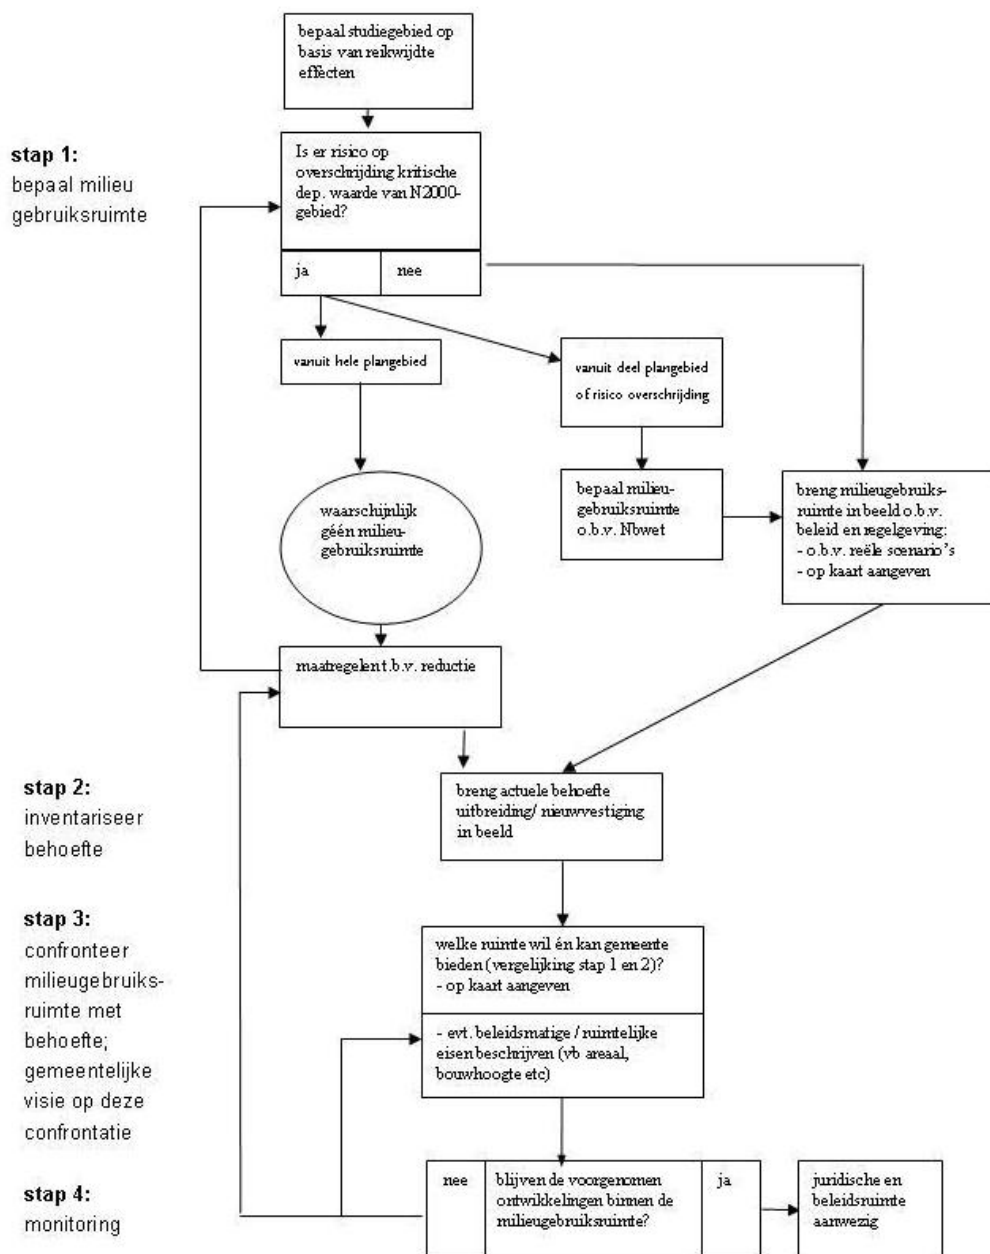 bepaal studiegebied op
basis van reikwijdte
effecten
stap 1:
bepaal milieu
gebruiksruimte
Is er risico op
overschrijding kritische
dep. waarde van N2000-
gebied?
ja
nee
vanuit hele plangebied
vanuit deel plangebied
of risico overschrijding
waarschijnlijk
géén milieu-
gebruiksruimte
bepaal milieu-
gebruiksruimte
o.b.v. Nbwet
breng milieugebruiks-
ruimte in beeld o.b.v.
beleid en regelgeving:
- o.b.v. reële scenario's
- op kaart aangeven
maatregelen t.b.v. reductie
stap 2:
inventariseer
behoefte
breng actuele behoefte
uitbreiding/ nieuwvestiging
in beeld
stap 3:
confronteer
milieugebruiks-
ruimte met
behoefte;
gemeentelijke
visie op deze
confrontatie
welke ruimte wil én kan gemeente
bieden (vergelijking stap 1 en 2)?
- op kaart aangeven
- evt. beleidsmatige / ruimtelijke
eisen beschrijven (vb areaal,
bouwhoogte etc)
stap 4:
monitoring
nee
blijven de voorgenomen
ontwikkelingen binnen de
milieugebruiksruimte?
ja
juridische en
beleidsruimte
aanwezig